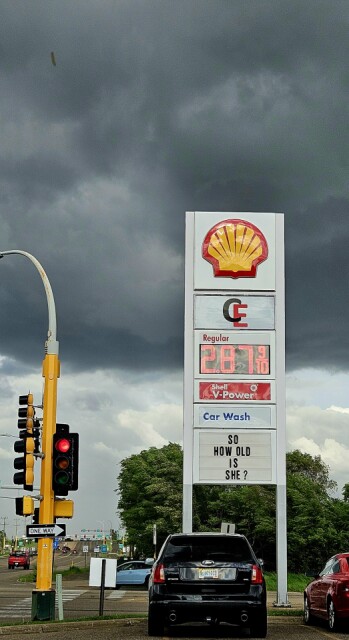 CE
Regular
2.87 9/10
Shell
V-Power
Car Wash
SO
HOW OLD
IS
SHE?
ONE WAY